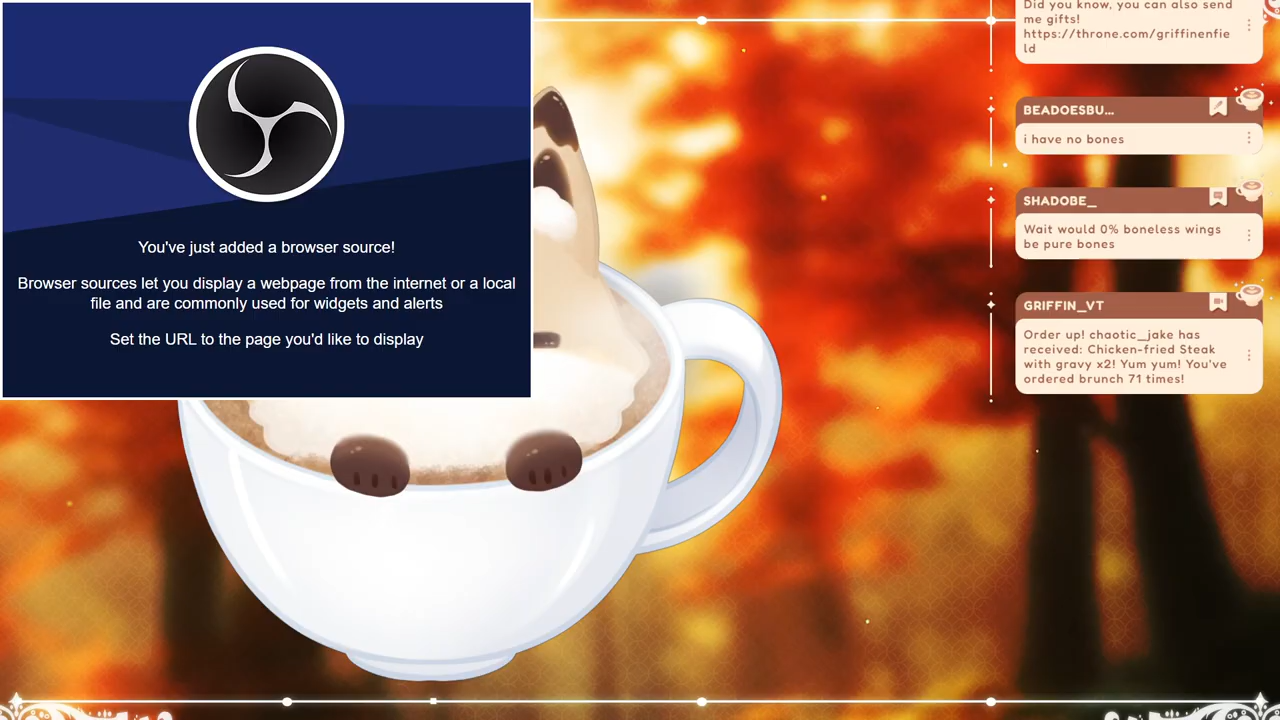 You've just added a browser source!
Browser sources let you display a webpage from the internet or a local
file and are commonly used for widgets and alerts
Set the URL to the page you'd like to display
Did you know, you can also send
me gifts!
https://throne.com/griffinenfie
ld
BEADOESBU...
i have no bones
SHADOBE_
Wait would 0% boneless wings
be pure bones
GRIFFIN_VT
Order up! chaotic_jake has
received: Chicken-fried Steak
with gravy x2! Yum yum! You've
ordered brunch 71 times!